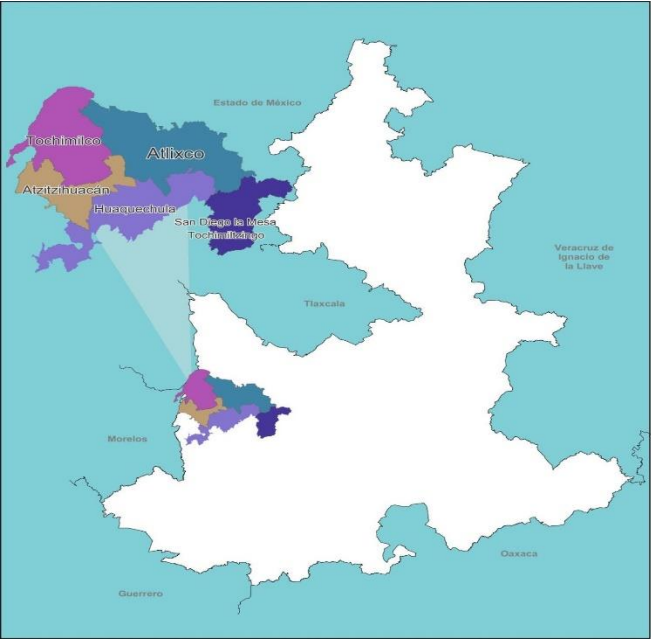 Estado de México
Tochimilco
Atlixco
Atzitzihuacán
Huaquechula
San Diego la Mesa
Tochimiltzingo
Veracruz de
Ignacio de
la Llave
Tlaxcala
Morelos
Oaxaca
Guerrero